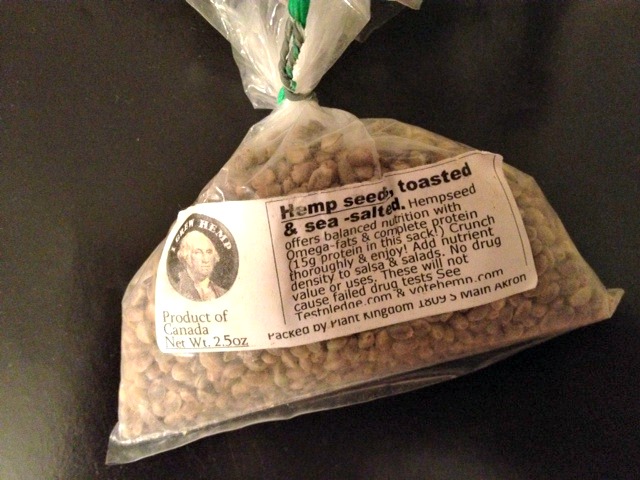 I GREW HEMP
Product of
Canada
Net Wt. 2.5oz
Hemp seed, toasted
& sea -salted. Hempseed
offers balanced nutrition with
Omega-fats & complete protein
(15g protein in this sack!) Crunch
thoroughly & enjoy! Add nutrient
density to salsa & salads. No drug
value or uses. These will not
cause failed drug tests See
Testpledge.com & votehemp.com
Packed by Plant Kingdom 1809 S Main Akron